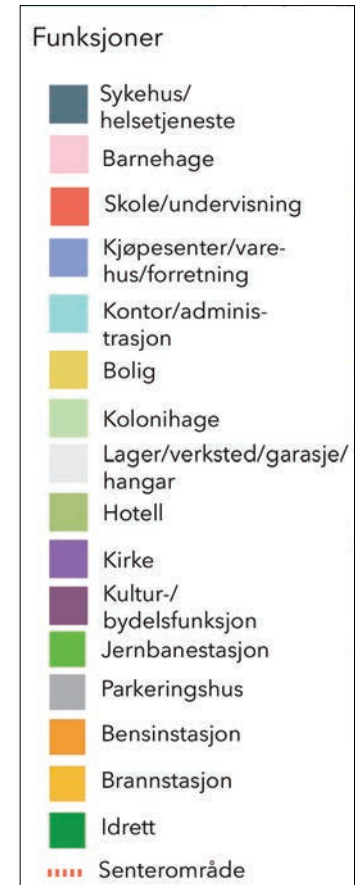 Funksjoner
Sykehus/
helsetjeneste
Barnehage
Skole/undervisning
Kjøpesenter/vare-
hus/forretning
Kontor/adminis-
trasjon
Bolig
Kolonihage
Lager/verksted/garasje/
hangar
Hotell
Kirke
Kultur-/
bydelsfunksjon
Jernbanestasjon
Parkeringshus
Bensinstasjon
Brannstasjon
Idrett
Senterområde